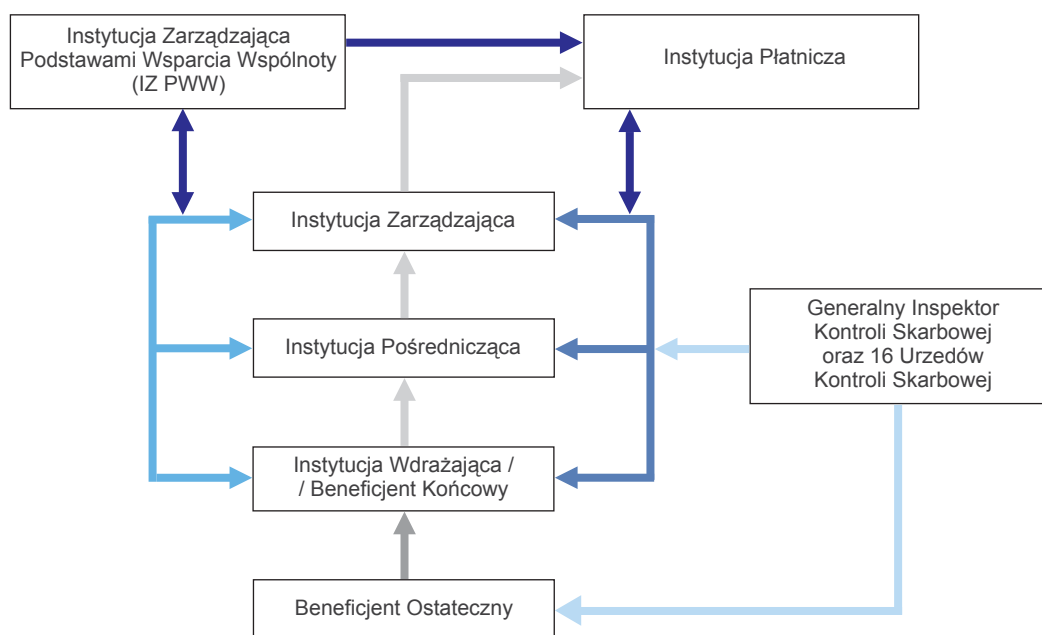 Instytucja Zarządzająca
Podstawami Wsparcia Wspólnoty
(IZ PWW)
Instytucja Płatnicza
Instytucja Zarządzająca
Instytucja Pośrednicząca
Generalny Inspektor
Kontroli Skarbowej
oraz 16 Urzedów
Kontroli Skarbowej
Instytucja Wdrażająca /
/ Beneficjent Końcowy
Beneficjent Ostateczny